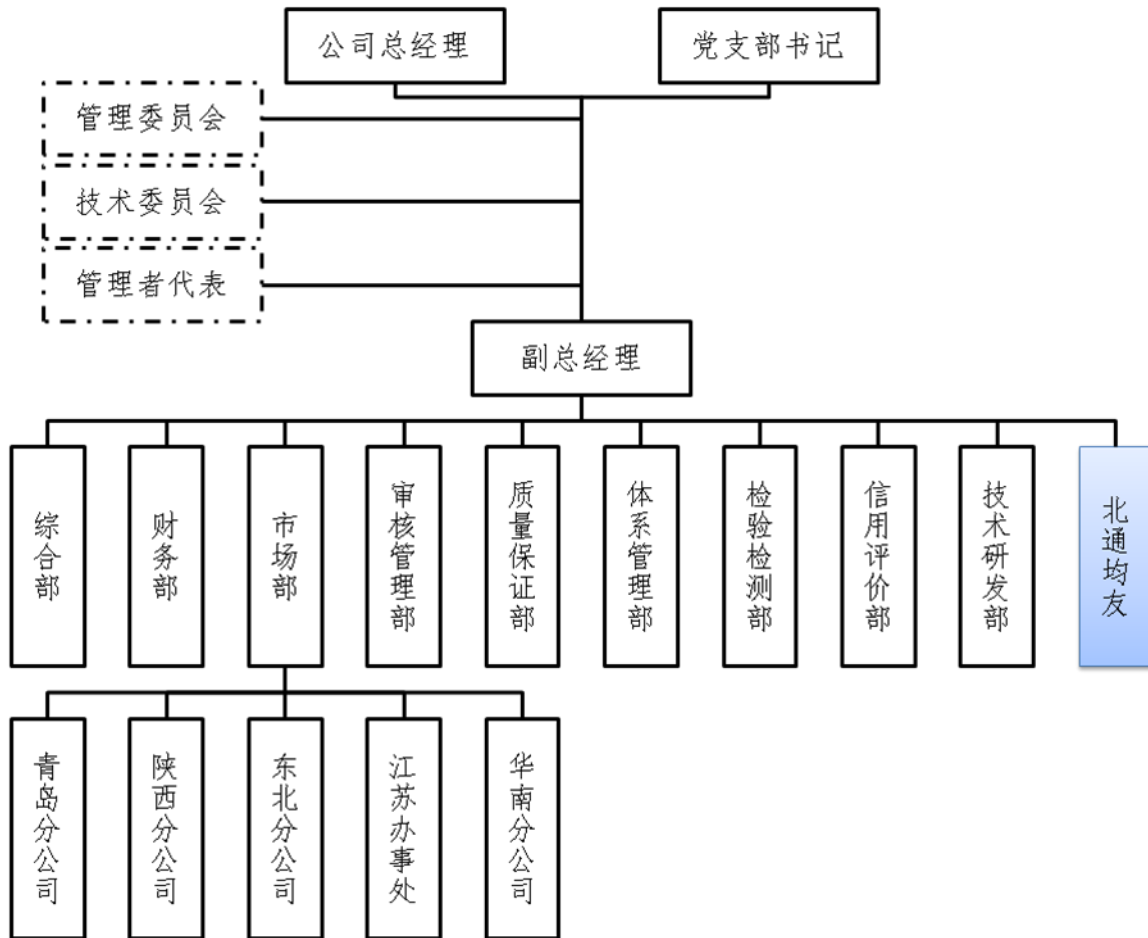 公司总经理
党支部书记
管理委员会
技术委员会
管理者代表
副总经理
综合部
财务部
市场部
审核管理部
质量保证部
体系管理部
检验检测部
信用评价部
技术研发部
北通均友
青岛分公司
陕西分公司
东北分公司
江苏办事处
华南分公司